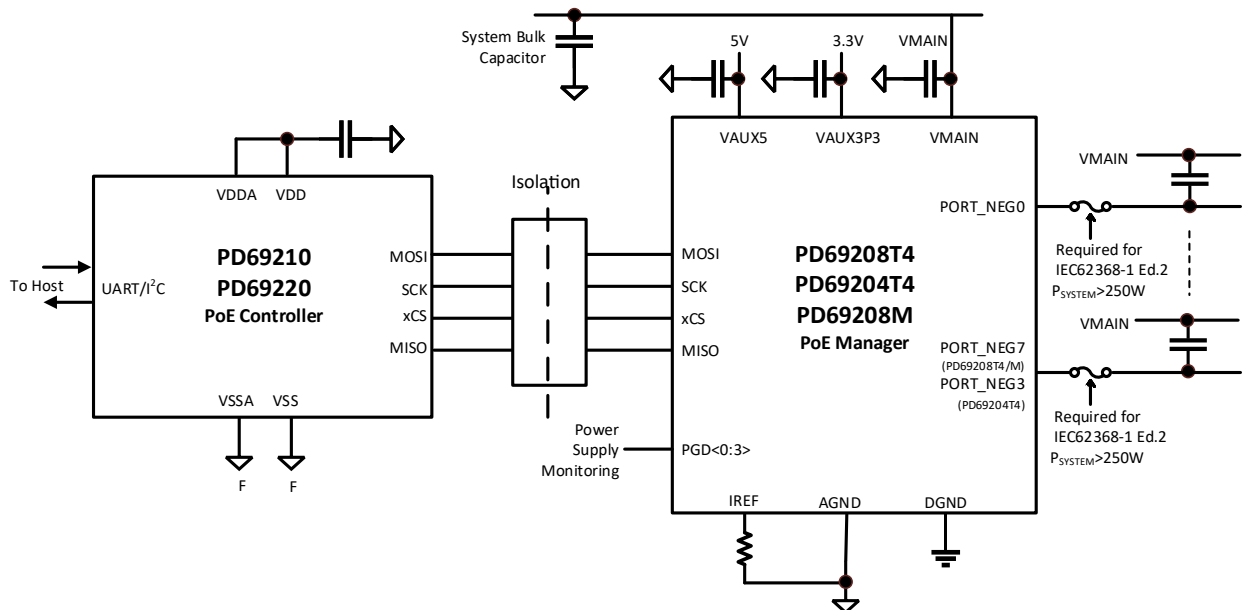 System Bulk
Capacitor
5V
3.3V
VMAIN
VAUX5
VAUX3P3
VMAIN
VDDA
VDD
Isolation
VMAIN
PORT_NEG0
PD69210
PD69220
PoE Controller
To Host
UART/I²C
MOSI
SCK
xCS
MISO
MOSI
SCK
xCS
MISO
PD69208T4
PD69204T4
PD69208M
PoE Manager
Required for
IEC62368-1 Ed.2
PSYSTEM>250W
VMAIN
PORT_NEG7
(PD69208T4/M)
PORT_NEG3
(PD69204T4)
Required for
IEC62368-1 Ed.2
PSYSTEM>250W
VSSA
VSS
F
F
Power
Supply
Monitoring
PGD<0:3>
IREF
AGND
DGND